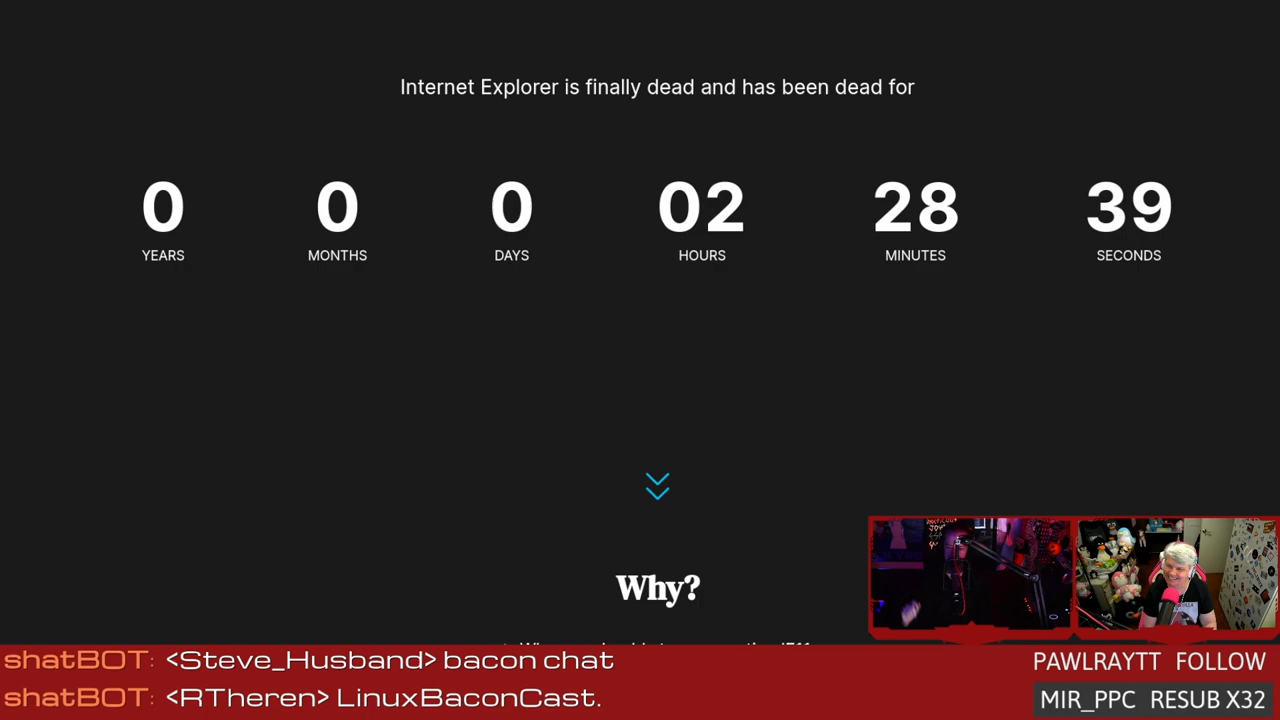 Internet Explorer is finally dead and has been dead for
0 0 0 02 28 39
YEARS MONTHS DAYS HOURS MINUTES SECONDS
Why?
shatBOT: <Steve_Husband> bacon chat
shatBOT: <RTheren> LinuxBaconCast.
PAWLRAYTT FOLLOW
MIR_PPC RESUB X32